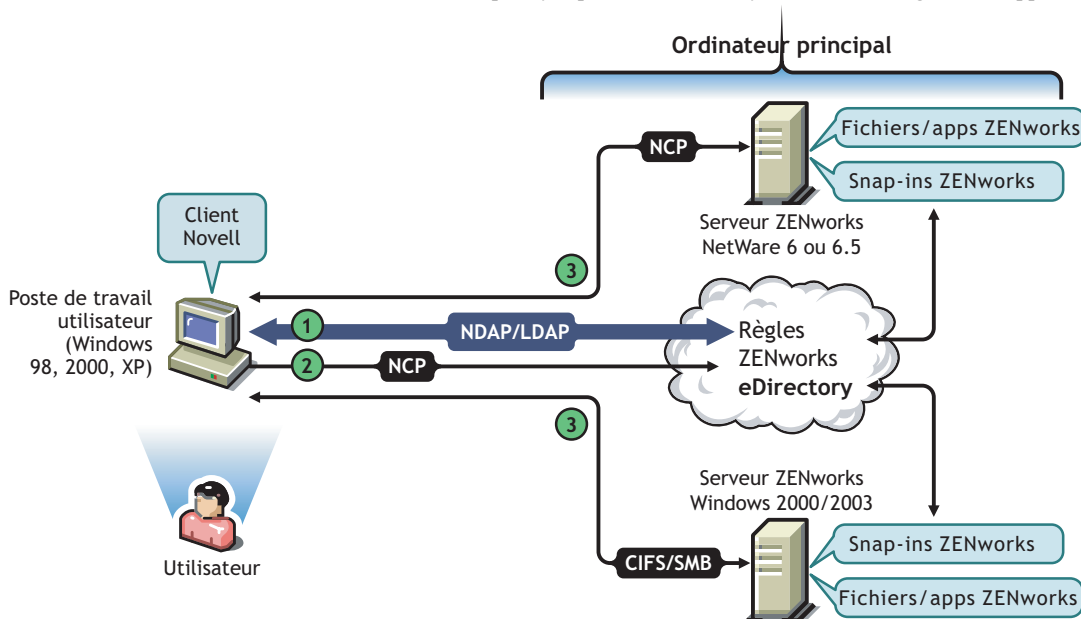 Ordinateur principal
NCP
Fichiers/apps ZENworks
Snap-ins ZENworks
Client
Novell
Serveur ZENworks
NetWare 6 ou 6.5
3
Poste de travail
utilisateur
(Windows
98, 2000, XP)
1
NDAP/LDAP
2
NCP
Règles
ZENworks
eDirectory
3
Serveur ZENworks
Windows 2000/2003
Utilisateur
CIFS/SMB
Snap-ins ZENworks
Fichiers/apps ZENworks